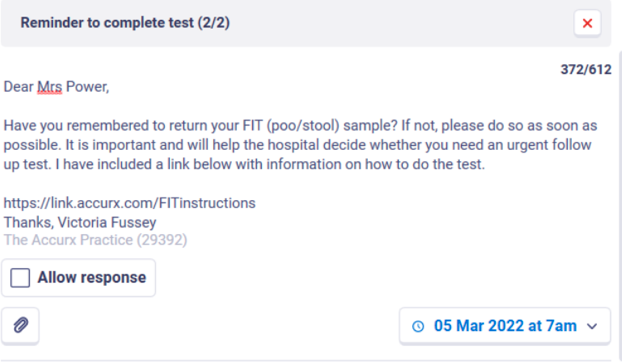 Reminder to complete test (2/2)
372/612
Dear Mrs Power,
Have you remembered to return your FIT (poo/stool) sample? If not, please do so as soon as
possible. It is important and will help the hospital decide whether you need an urgent follow
up test. I have included a link below with information on how to do the test.
https://link.accurx.com/FITinstructions
Thanks, Victoria Fussey
The Accurx Practice (29392)
Allow response
05 Mar 2022 at 7am